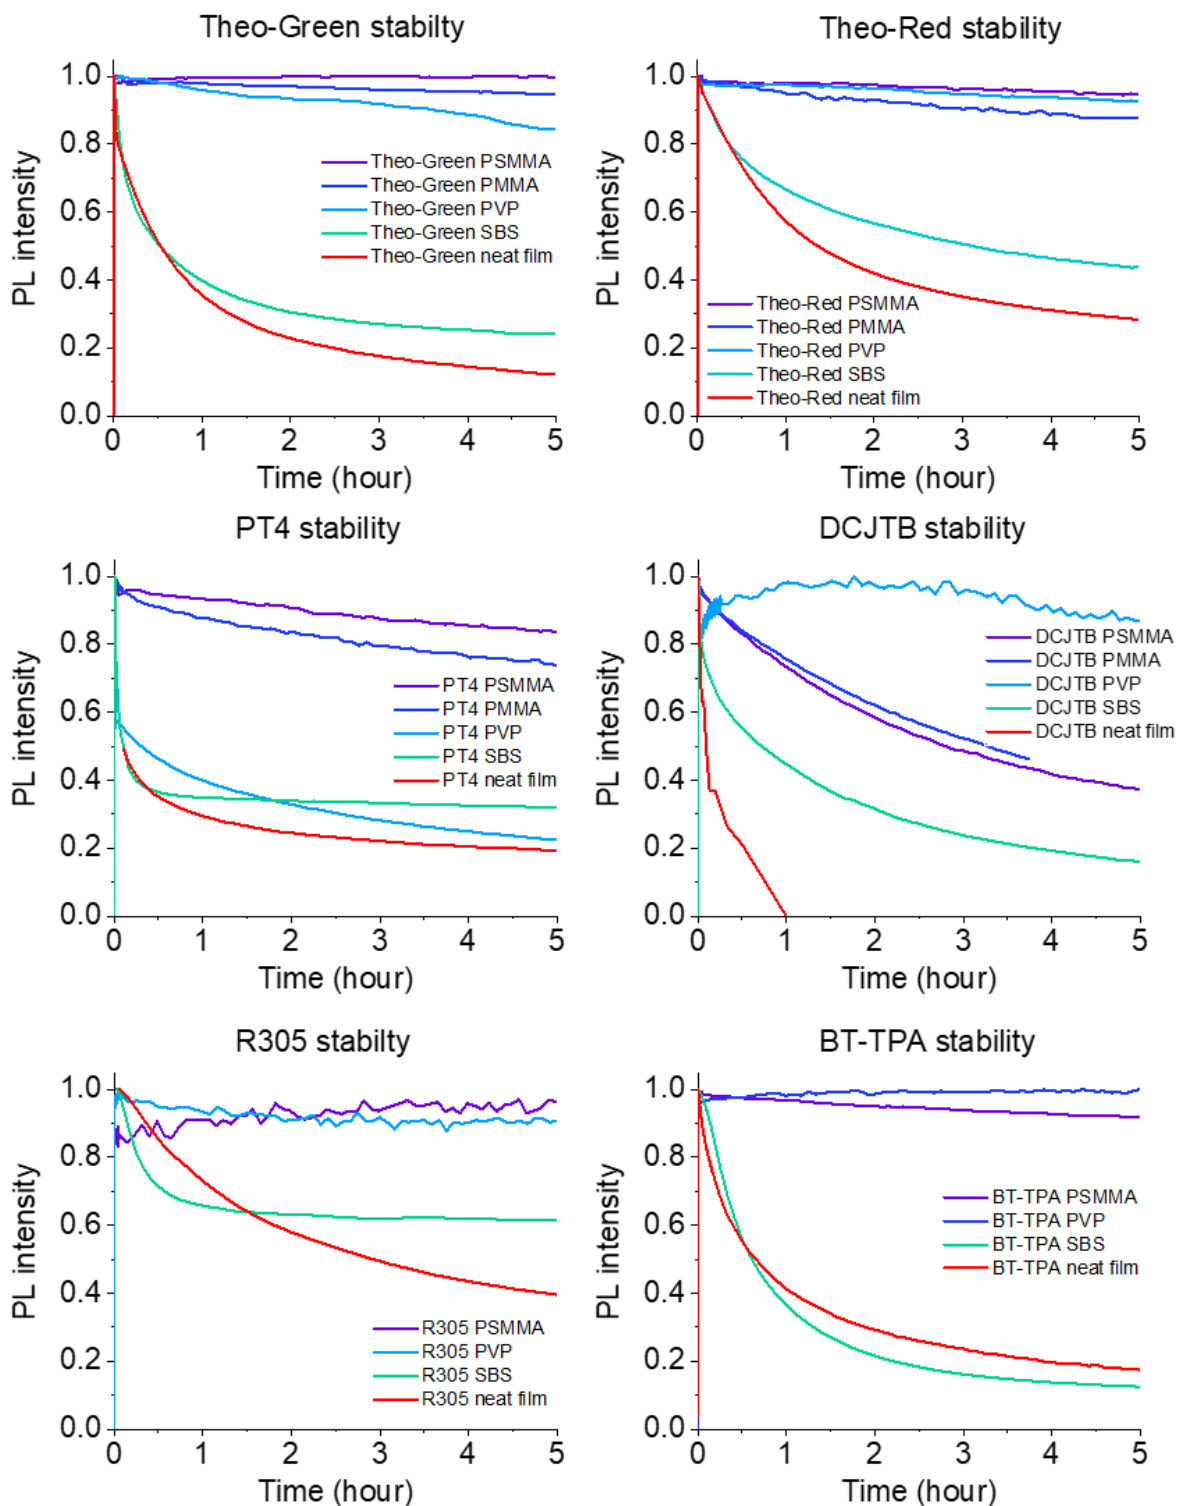 Theo-Green stabilty
1.0
0.8
0.6
0.4
0.2
0.0
PL intensity
Theo-Green PSMMA
Theo-Green PMMA
Theo-Green PVP
Theo-Green SBS
Theo-Green neat film
0 1 2 3 4 5
Time (hour)
Theo-Red stability
1.0
0.8
0.6
0.4
0.2
0.0
PL intensity
Theo-Red PSMMA
Theo-Red PMMA
Theo-Red PVP
Theo-Red SBS
Theo-Red neat film
0 1 2 3 4 5
Time (hour)
PT4 stability
1.0
0.8
0.6
0.4
0.2
0.0
PL intensity
PT4 PSMMA
PT4 PMMA
PT4 PVP
PT4 SBS
PT4 neat film
0 1 2 3 4 5
Time (hour)
DCJTB stability
1.0
0.8
0.6
0.4
0.2
0.0
PL intensity
DCJTB PSMMA
DCJTB PMMA
DCJTB PVP
DCJTB SBS
DCJTB neat film
0 1 2 3 4 5
Time (hour)
R305 stabilty
1.0
0.8
0.6
0.4
0.2
0.0
PL intensity
R305 PSMMA
R305 PVP
R305 SBS
R305 neat film
0 1 2 3 4 5
Time (hour)
BT-TPA stability
1.0
0.8
0.6
0.4
0.2
0.0
PL intensity
BT-TPA PSMMA
BT-TPA PVP
BT-TPA SBS
BT-TPA neat film
0 1 2 3 4 5
Time (hour)